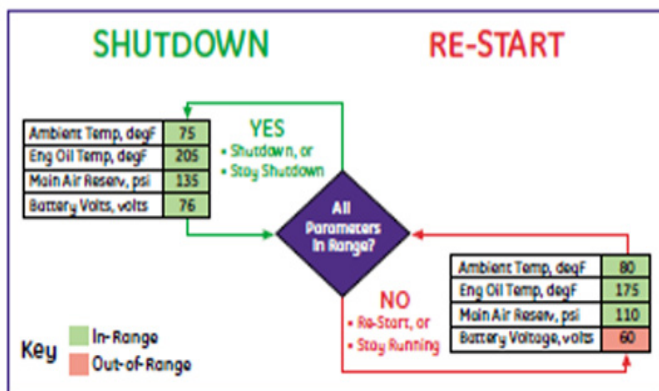 SHUTDOWN
RE-START
Ambient Temp, degF 75
Eng Oil Temp, degF 205
Main Air Reserv, psi 135
Battery Volts, volts 76
YES
• Shutdown, or
• Stay Shutdown
All
Parameters
In Range?
Ambient Temp, degF 80
Eng Oil Temp, degF 175
Main Air Reserv, psi 110
Battery Voltage, volts 60
NO
• Re-Start, or
• Stay Running
Key
In-Range
Out-of-Range